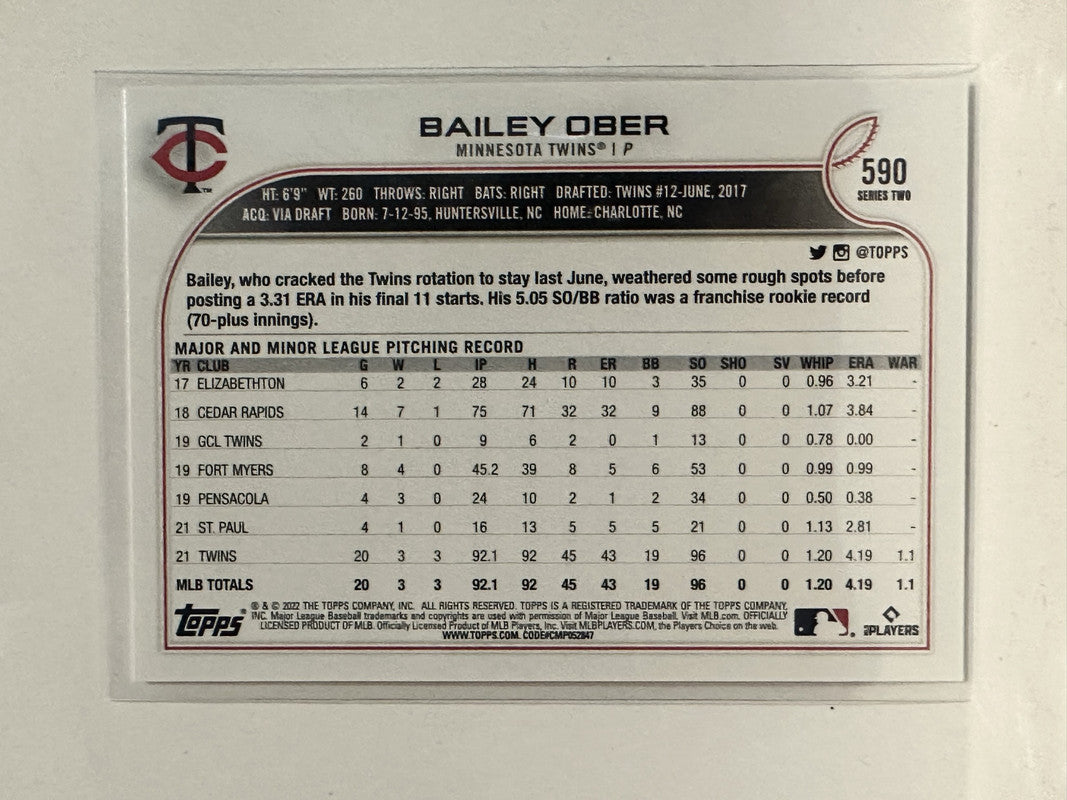 TC
™
BAILEY OBER
MINNESOTA TWINS® | P
590
SERIES TWO
HT: 6'9" WT: 260 THROWS: RIGHT BATS: RIGHT DRAFTED: TWINS #12-JUNE, 2017
ACQ: VIA DRAFT BORN: 7-12-95, HUNTERSVILLE, NC HOME: CHARLOTTE, NC
@TOPPS
Bailey, who cracked the Twins rotation to stay last June, weathered some rough spots before
posting a 3.31 ERA in his final 11 starts. His 5.05 SO/BB ratio was a franchise rookie record
(70-plus innings).
MAJOR AND MINOR LEAGUE PITCHING RECORD
YR CLUB G W L IP H R ER BB SO SHO SV WHIP ERA WAR
17 ELIZABETHTON 6 2 2 28 24 10 10 3 35 0 0 0.96 3.21 -
18 CEDAR RAPIDS 14 7 1 75 71 32 32 9 88 0 0 1.07 3.84 -
19 GCL TWINS 2 1 0 9 6 2 0 1 13 0 0 0.78 0.00 -
19 FORT MYERS 8 4 0 45.2 39 8 5 6 53 0 0 0.99 0.99 -
19 PENSACOLA 4 3 0 24 10 2 1 2 34 0 0 0.50 0.38 -
21 ST. PAUL 4 1 0 16 13 5 5 5 21 0 0 1.13 2.81 -
21 TWINS 20 3 3 92.1 92 45 43 19 96 0 0 1.20 4.19 1.1
MLB TOTALS 20 3 3 92.1 92 45 43 19 96 0 0 1.20 4.19 1.1
TOPPS®
® & © 2022 THE TOPPS COMPANY, INC. ALL RIGHTS RESERVED. TOPPS IS A REGISTERED TRADEMARK OF THE TOPPS COMPANY,
INC. Major League Baseball trademarks and copyrights are used with permission of Major League Baseball. Visit MLB.com. OFFICIALLY
LICENSED PRODUCT OF MLB. Officially Licensed Product of MLB Players, Inc. Visit MLBPLAYERS.COM, the Players Choice on the web.
WWW.TOPPS.COM. CODE#CMP052847
MLB PLAYERS